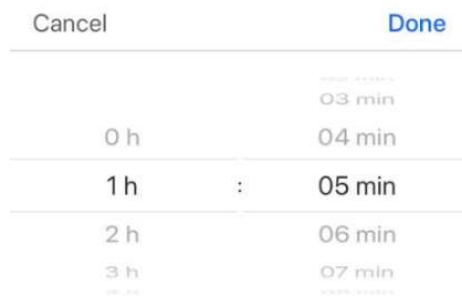 Cancel Done
03 min
0 h 04 min
1 h : 05 min
2 h 06 min
3 h 07 min